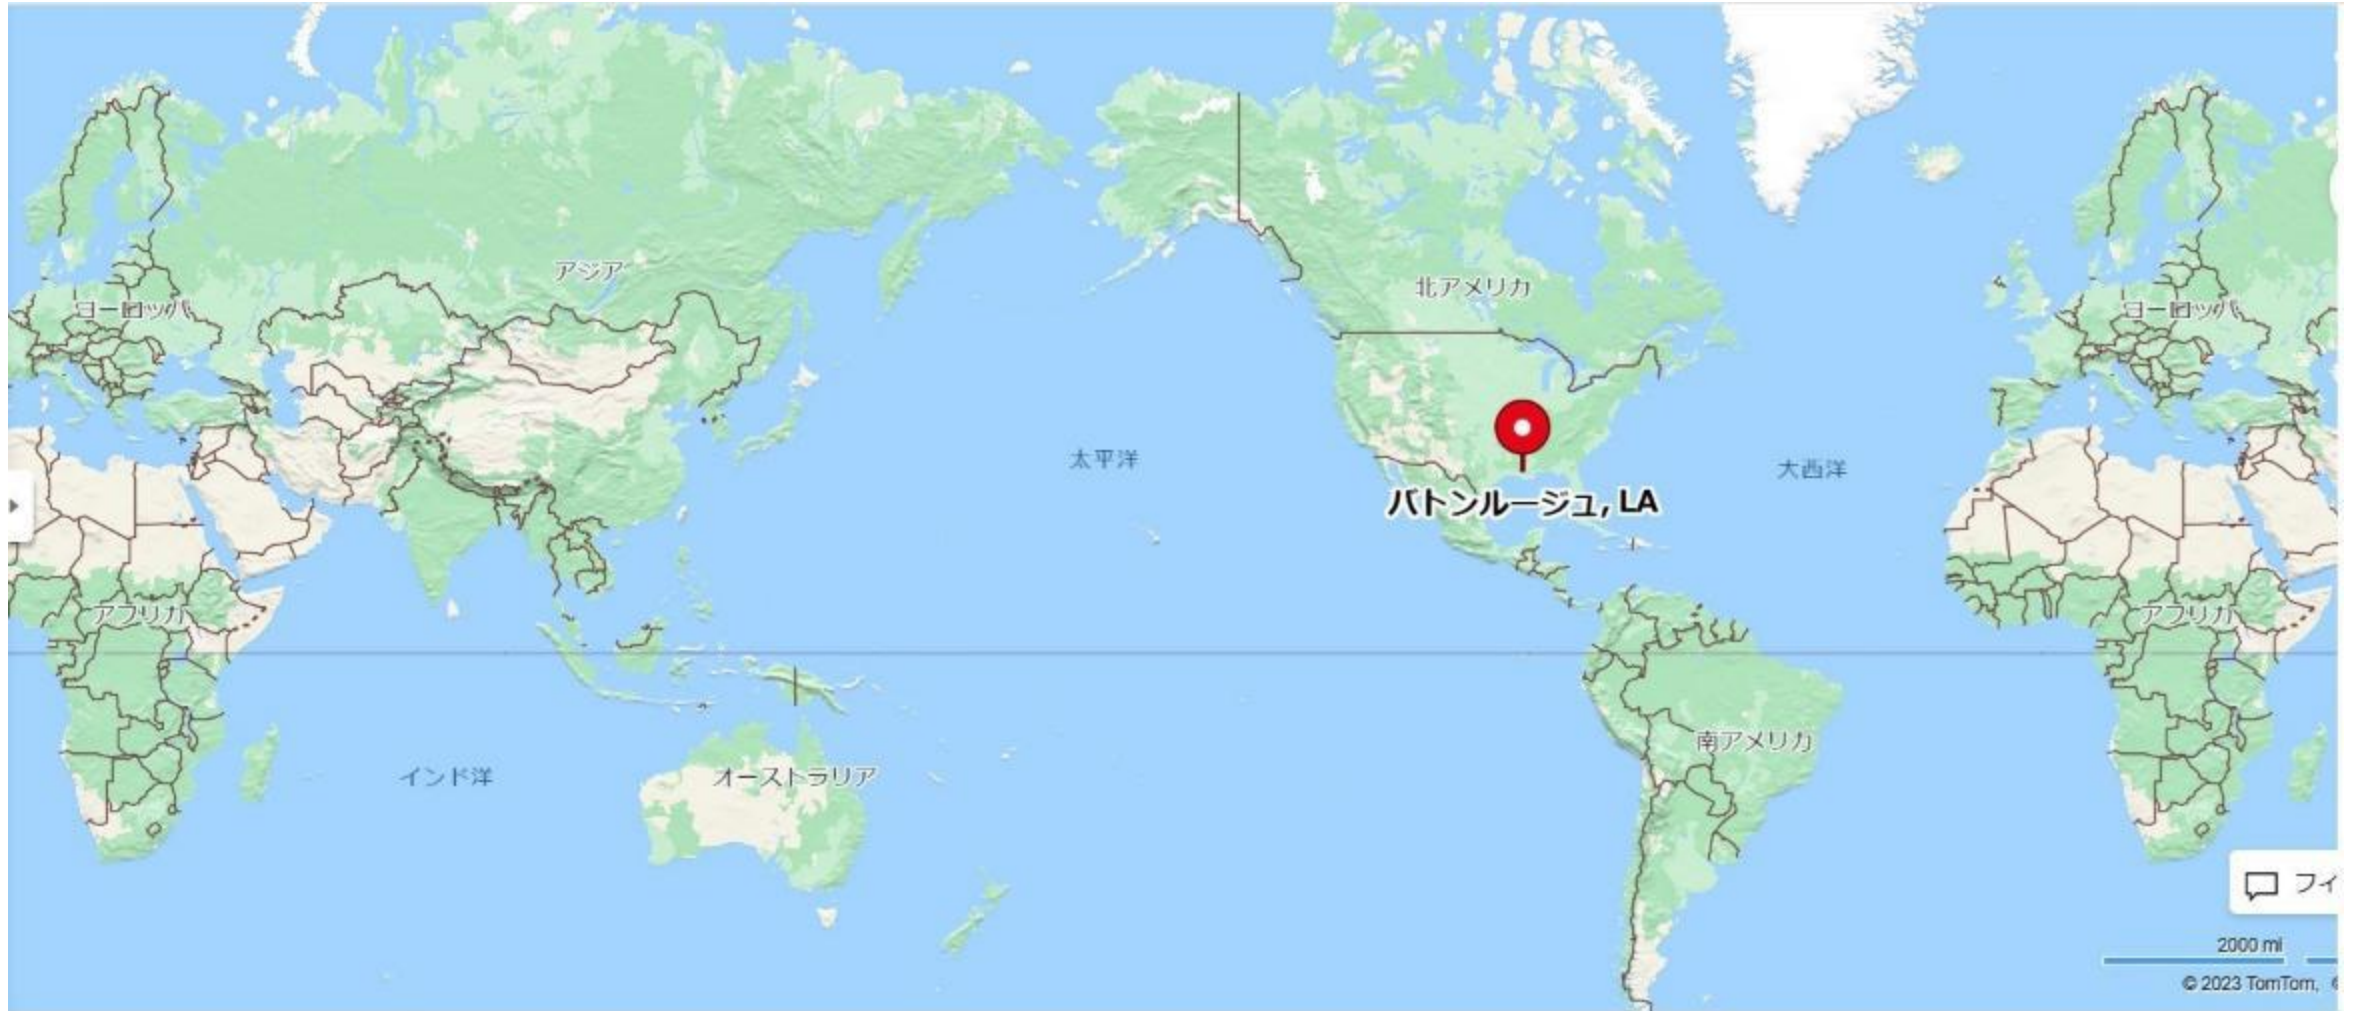 アジア
北アメリカ
ヨーロッパ
ヨーロッパ
太平洋
大西洋
バトンルージュ, LA
アフリカ
アフリカ
南アメリカ
インド洋
オーストラリア
フィ
2000 mi
© 2023 TomTom,